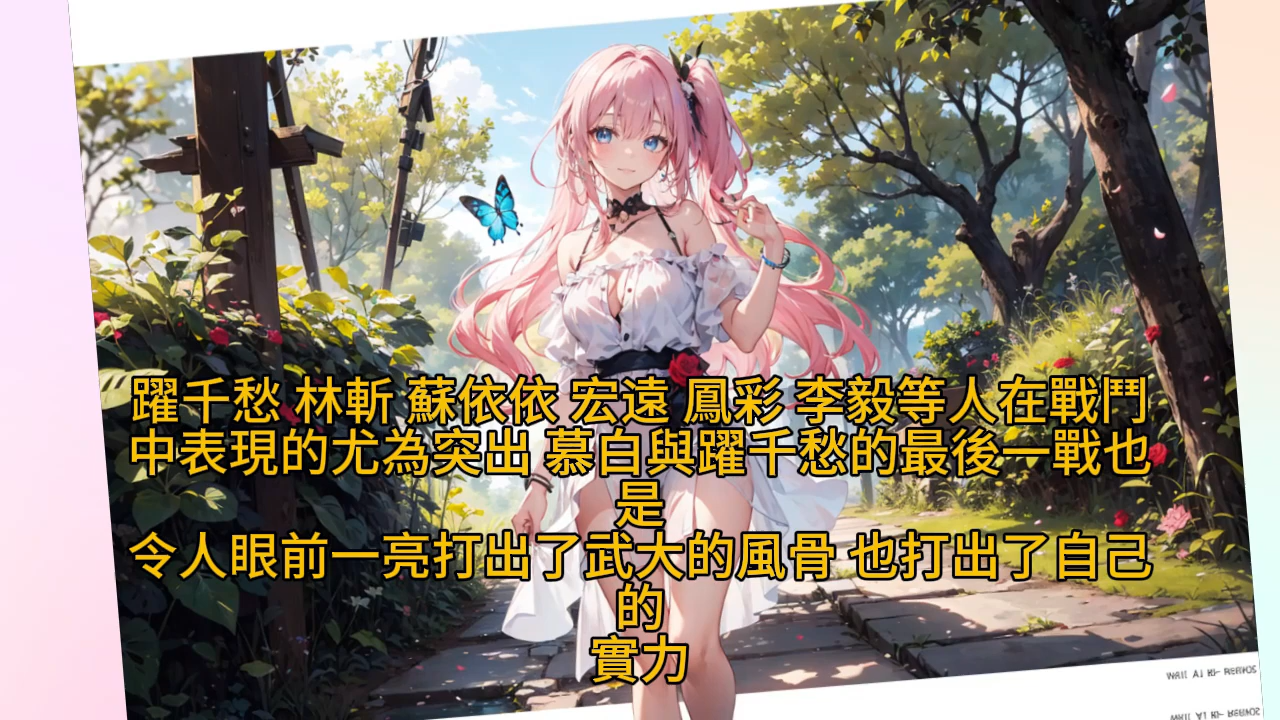 躍千愁 林斬 蘇依依 宏遠 鳳彩 李毅等人在戰鬥
中表現的尤為突出 慕白與躍千愁的最後一戰也
是
令人眼前一亮打出了武大的風骨 也打出了自己
的
實力